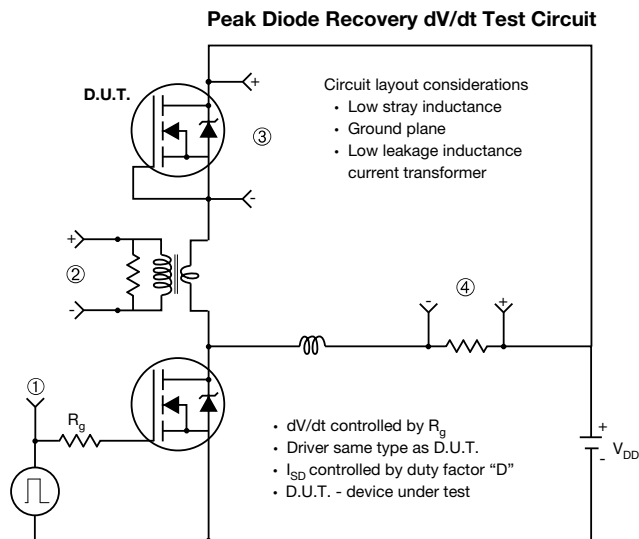 Peak Diode Recovery dV/dt Test Circuit
D.U.T.
+
Circuit layout considerations
• Low stray inductance
• Ground plane
• Low leakage inductance
current transformer
③
-
+
②
-
④
-
+
①
Rg
• dV/dt controlled by Rg
• Driver same type as D.U.T.
• ISD controlled by duty factor “D”
• D.U.T. - device under test
+
VDD
-